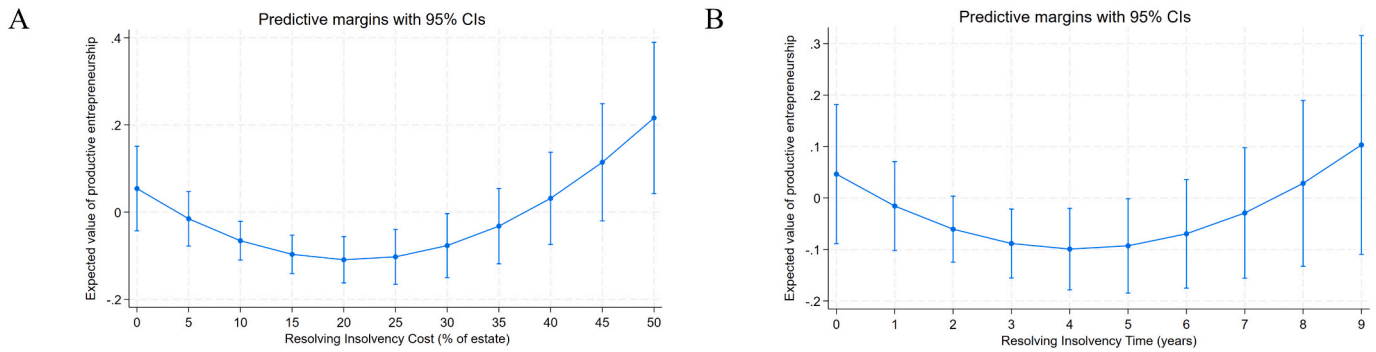 A
Predictive margins with 95% CIs
Expected value of productive entrepreneurship
.4
.2
0
-.2
0 5 10 15 20 25 30 35 40 45 50
Resolving Insolvency Cost (% of estate)
B
Predictive margins with 95% CIs
Expected value of productive entrepreneurship
.3
.2
.1
0
-.1
-.2
0 1 2 3 4 5 6 7 8 9
Resolving Insolvency Time (years)